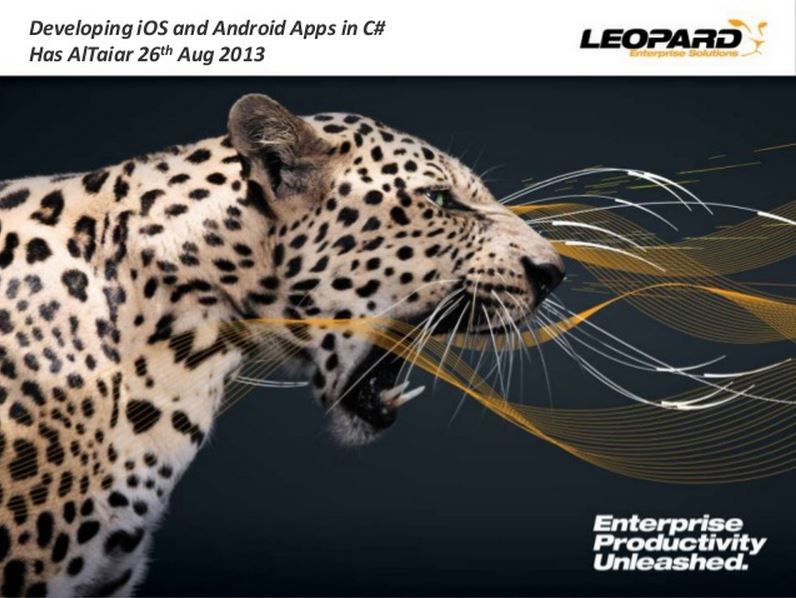 Developing iOS and Android Apps in C#
Has AlTaiar 26th Aug 2013
LEOPARD
Enterprise Solutions
Enterprise
Productivity
Unleashed.